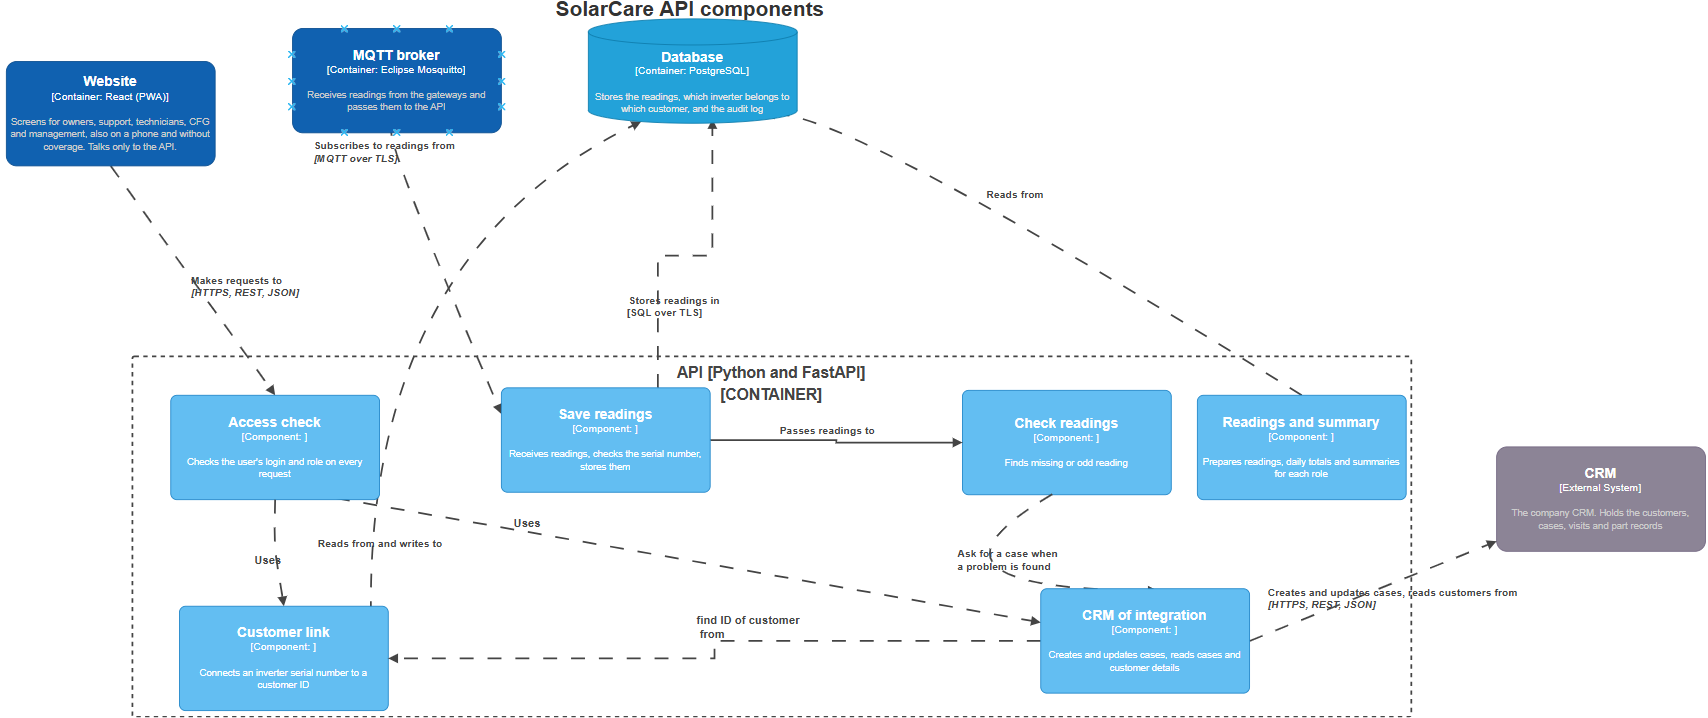 SolarCare API components
Website
[Container: React (PWA)]
Screens for owners, support, technicians, CFG
and management, also on a phone and without
coverage. Talks only to the API.
MQTT broker
[Container: Eclipse Mosquitto]
Receives readings from the gateways and
passes them to the API
Database
[Container: PostgreSQL]
Stores the readings, which inverter belongs to
which customer, and the audit log
Subscribes to readings from
[MQTT over TLS]
Reads from
Makes requests to
[HTTPS, REST, JSON]
Stores readings in
[SQL over TLS]
API [Python and FastAPI]
[CONTAINER]
Access check
[Component: ]
Checks the user's login and role on every
request
Save readings
[Component: ]
Receives readings, checks the serial number,
stores them
Passes readings to
Check readings
[Component: ]
Finds missing or odd reading
Readings and summary
[Component: ]
Prepares readings, daily totals and summaries
for each role
CRM
[External System]
The company CRM. Holds the customers,
cases, visits and part records
Uses
Reads from and writes to
Uses
Ask for a case when
a problem is found
Creates and updates cases, reads customers from
[HTTPS, REST, JSON]
Customer link
[Component: ]
Connects an inverter serial number to a
customer ID
find ID of customer
from
CRM of integration
[Component: ]
Creates and updates cases, reads cases and
customer details